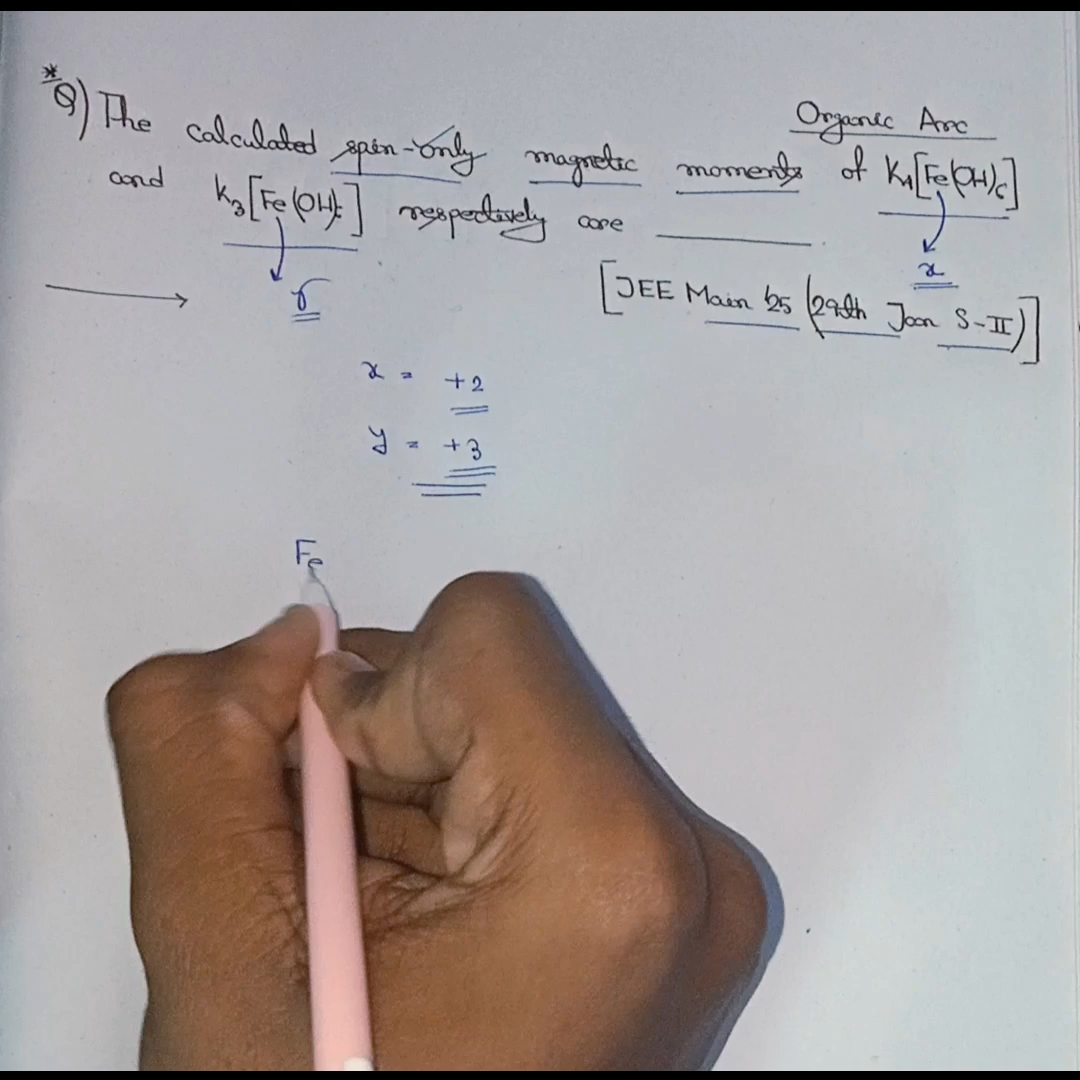 Organic Arc
*Q) The calculated spin-only magnetic moments of K4[Fe(OH)6]
and K3[Fe(OH)6] respectively are ________.
x
y
[JEE Main '25 (29th Jan S-II)]
x = +2
y = +3
Fe